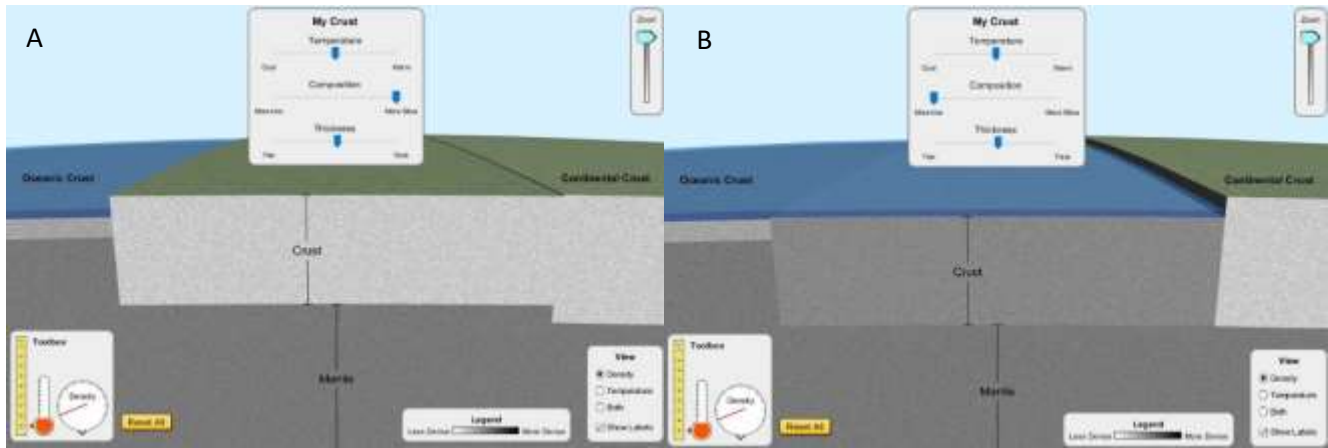 A
My Crust
Temperature
Cool
Warm
Composition
More Iron
More Silica
Thickness
Thin
Thick
Zoom
Oceanic Crust
Continental Crust
Crust
Mantle
Toolbox
Density
Reset All
View
Density
Temperature
Both
Show Labels
Legend
Less Dense
More Dense
B
My Crust
Temperature
Cool
Warm
Composition
More Iron
More Silica
Thickness
Thin
Thick
Zoom
Oceanic Crust
Continental Crust
Crust
Mantle
Toolbox
Density
Reset All
View
Density
Temperature
Both
Show Labels
Legend
Less Dense
More Dense